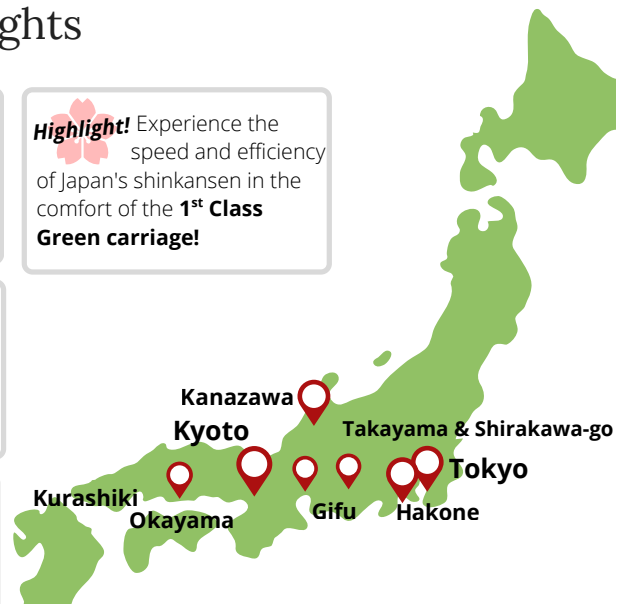 ghts
Highlight! Experience the
speed and efficiency
of Japan's shinkansen in the
comfort of the 1st Class
Green carriage!
Kanazawa
Kyoto
Takayama & Shirakawa-go
Tokyo
Kurashiki
Okayama
Gifu
Hakone